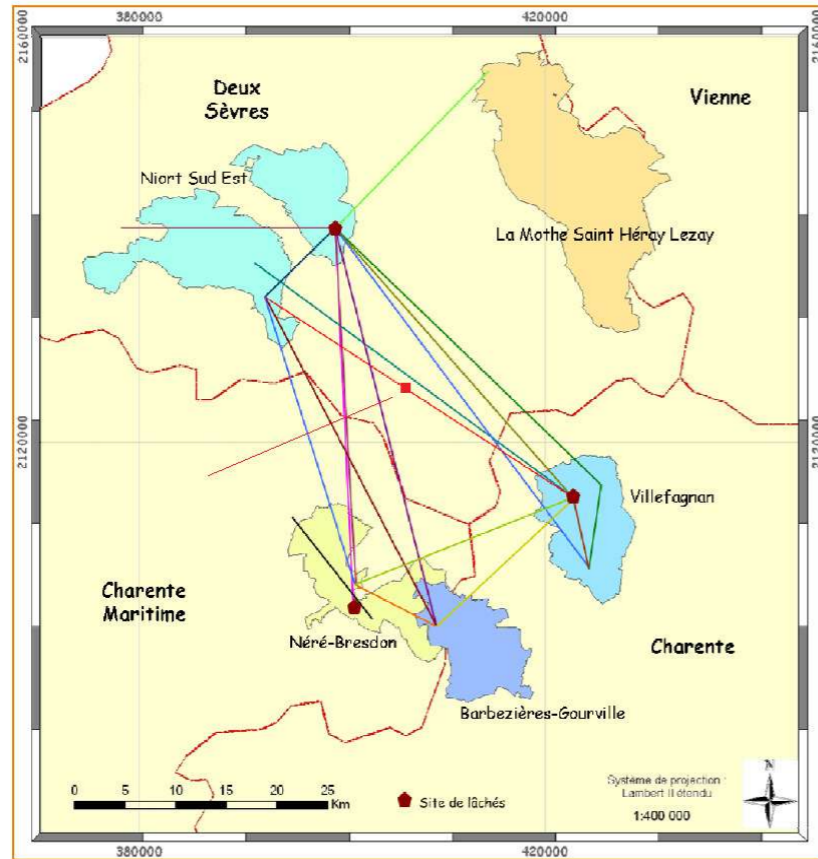 380000
420000
2160000
2160000
Deux
Sèvres
Vienne
Niort Sud Est
La Mothe Saint Héray Lezay
2120000
2120000
Villefagnan
Charente
Maritime
Néré-Bresdon
Charente
Barbezières-Gourville
0 5 10 15 20 25
Km
Site de lâchés
Système de projection :
Lambert II étendu
1:400 000
N
380000
420000